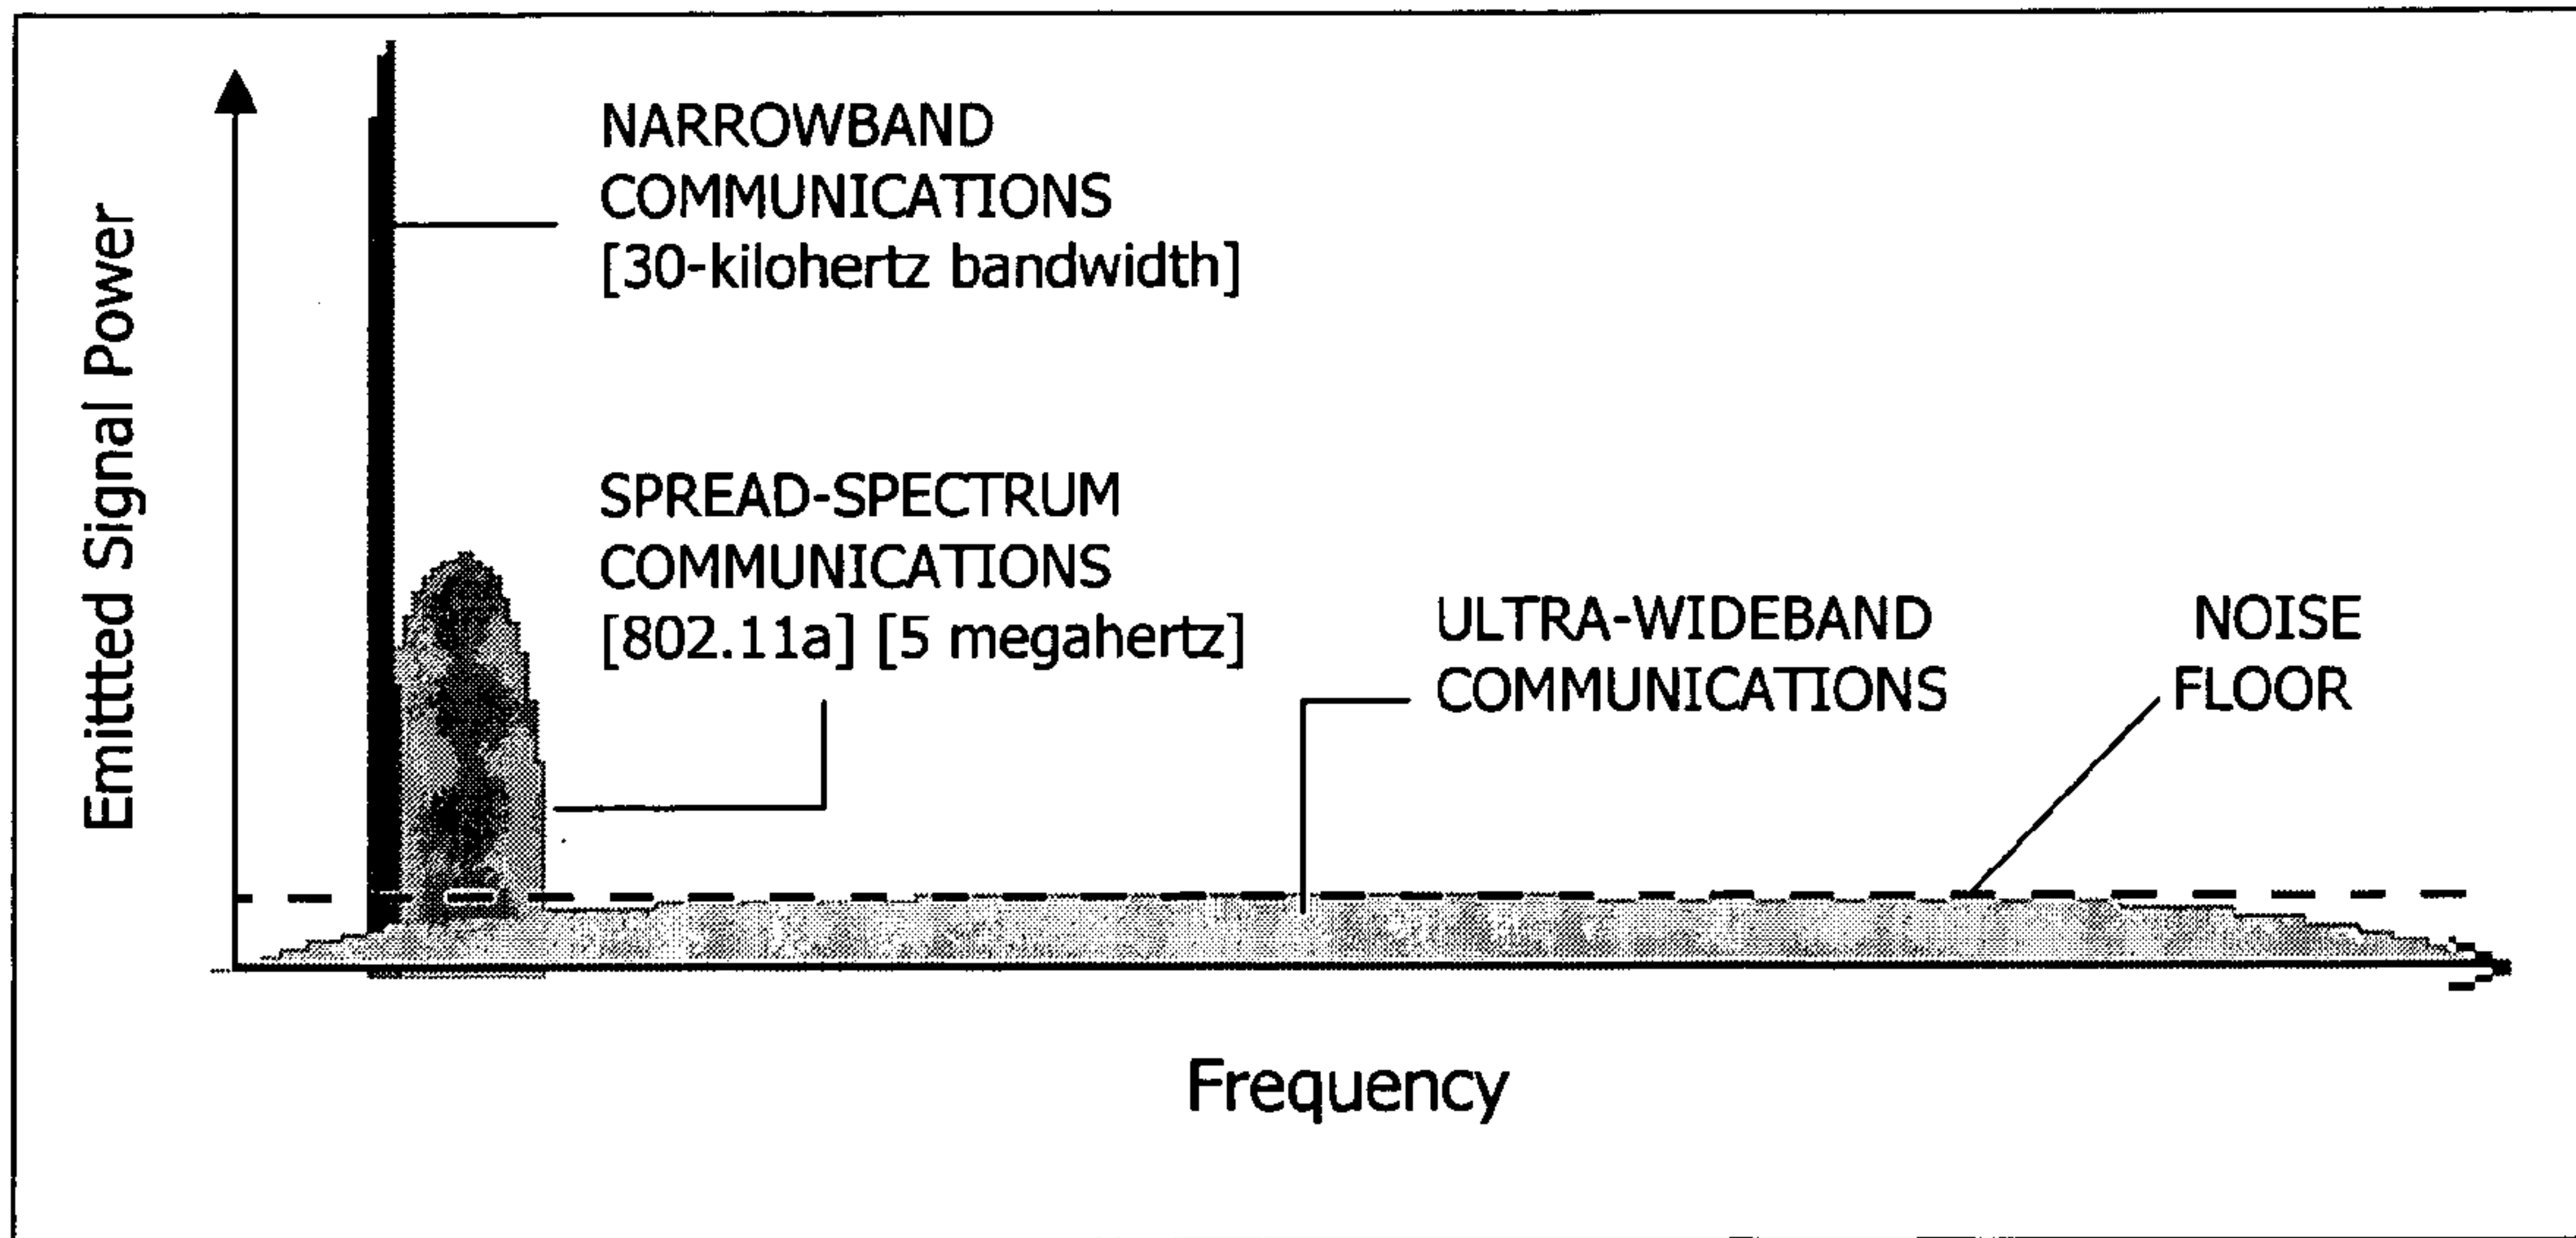 NARROWBAND
COMMUNICATIONS
[30-kilohertz bandwidth]
Emittted Signal Power
SPREAD-SPECTRUM
COMMUNICATIONS
[802.11a] [5 megahertz]
ULTRA-WIDEBAND
COMMUNICATIONS
NOISE
FLOOR
Frequency